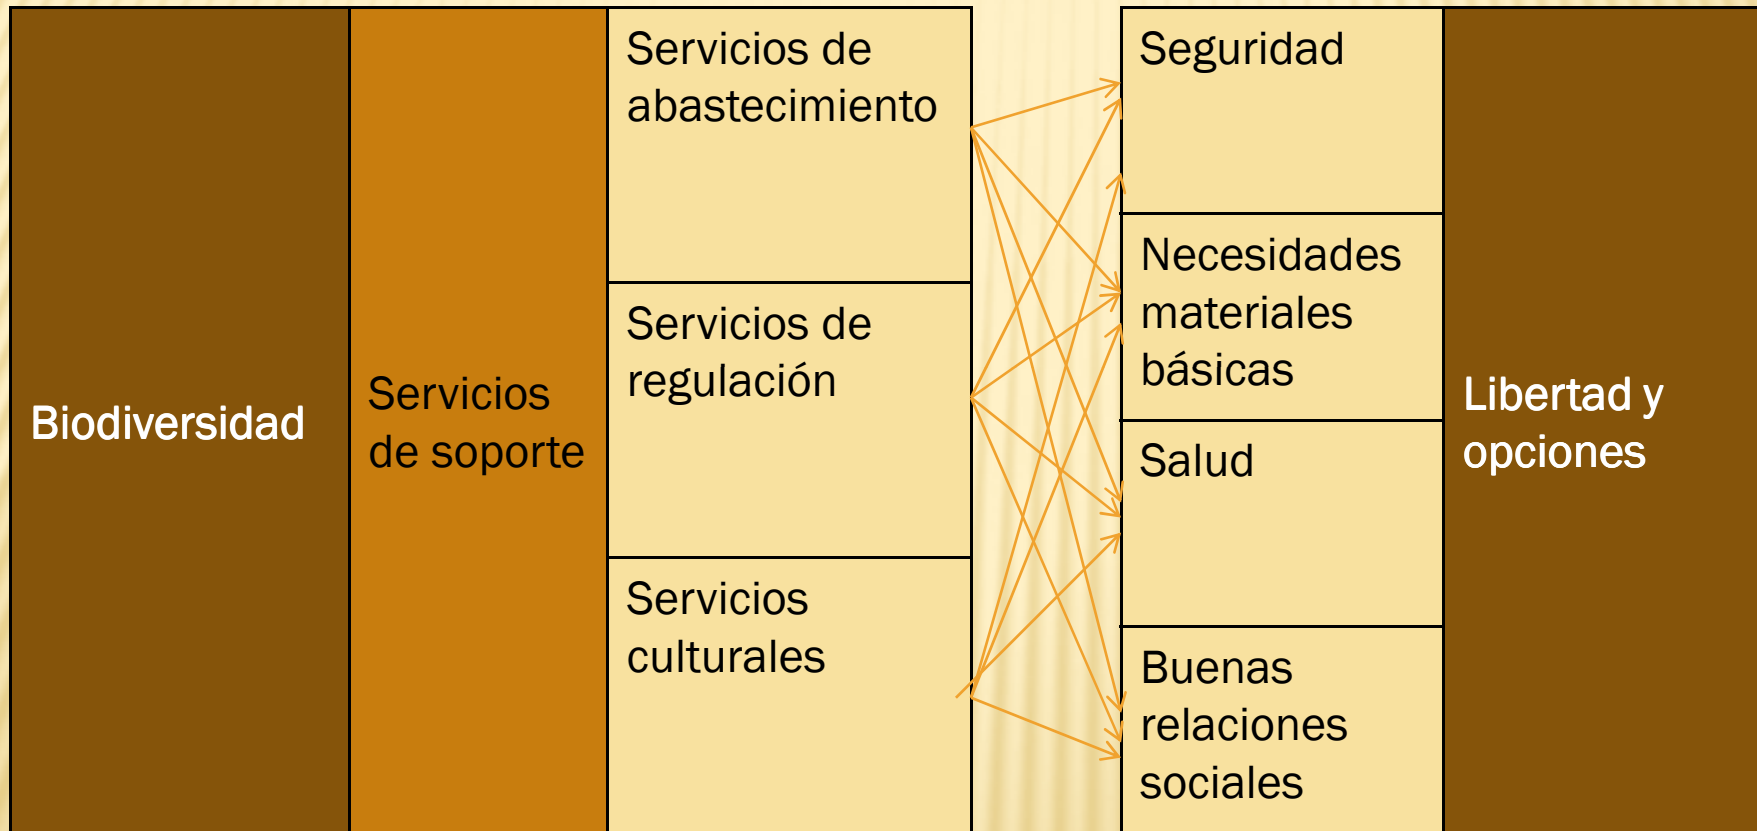 Biodiversidad
Servicios
de soporte
Servicios de
abastecimiento
Servicios de
regulación
Servicios
culturales
Seguridad
Necesidades
materiales
básicas
Salud
Buenas
relaciones
sociales
Libertad y
opciones